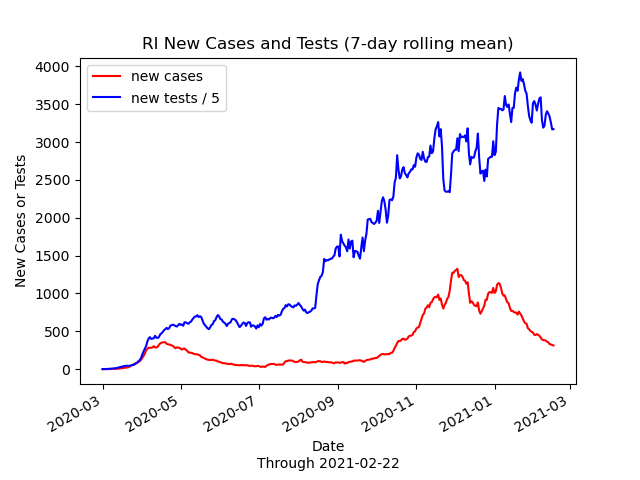 RI New Cases and Tests (7-day rolling mean)
new cases
new tests / 5
New Cases or Tests
4000
3500
3000
2500
2000
1500
1000
500
0
2020-03
2020-05
2020-07
2020-09
2020-11
2021-01
2021-03
Date
Through 2021-02-22